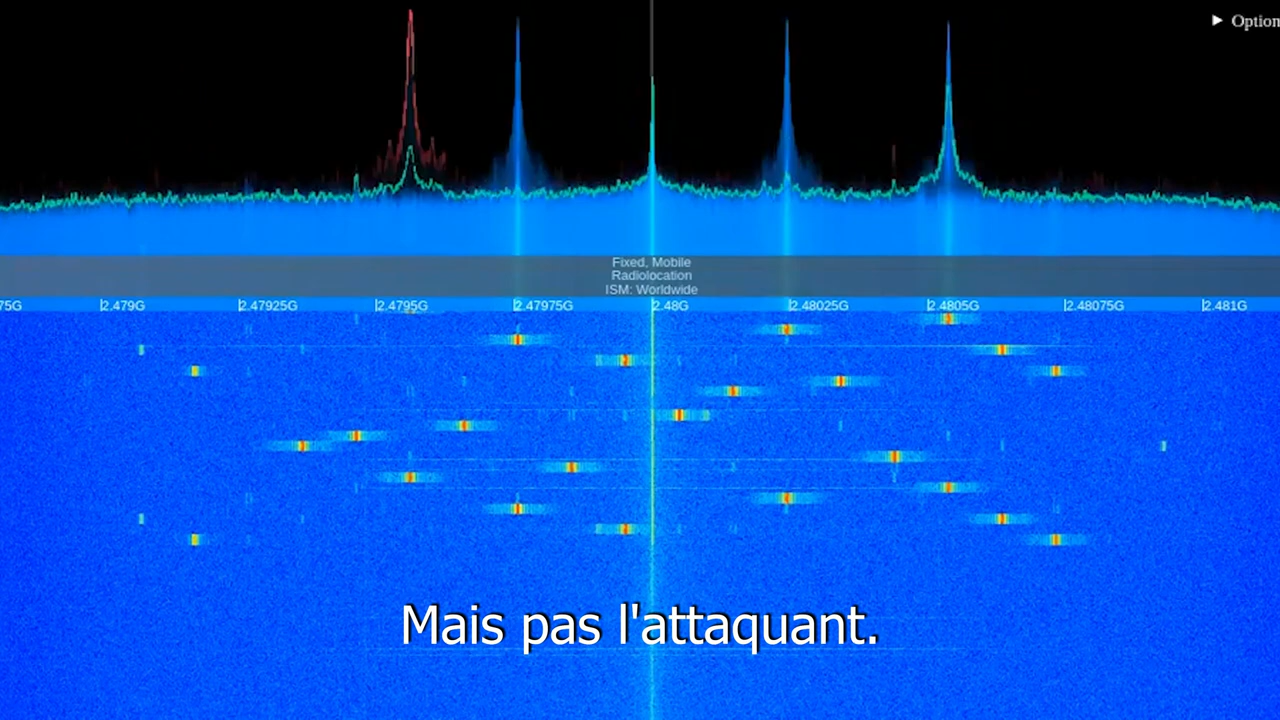 ▶ Option
Fixed, Mobile
Radiolocation
ISM: Worldwide
75G 2.479G 2.47925G 2.4795G 2.47975G 2.48G 2.48025G 2.4805G 2.48075G 2.481G
Mais pas l'attaquant.